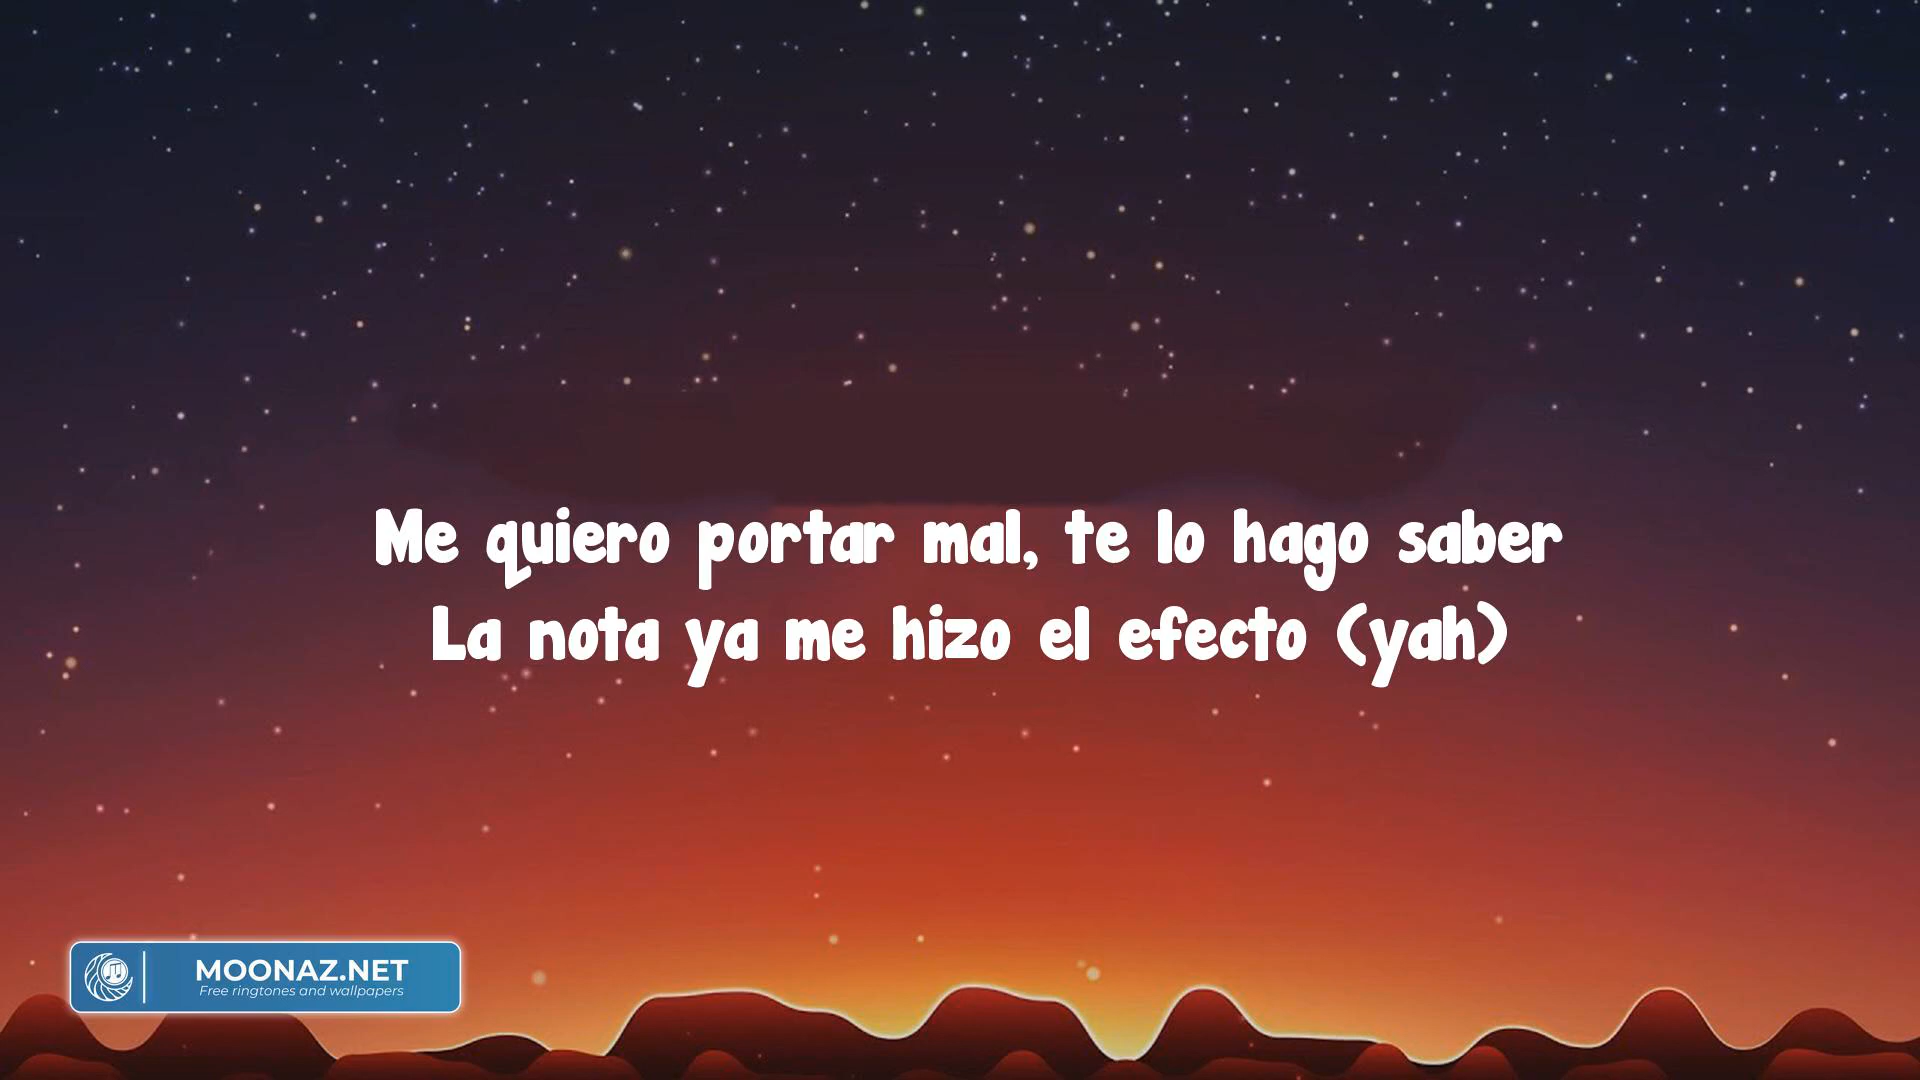 Me quiero portar mal, te lo hago saber
La nota ya me hizo el efecto (yah)
MOONAZ.NET
Free ringtones and wallpapers